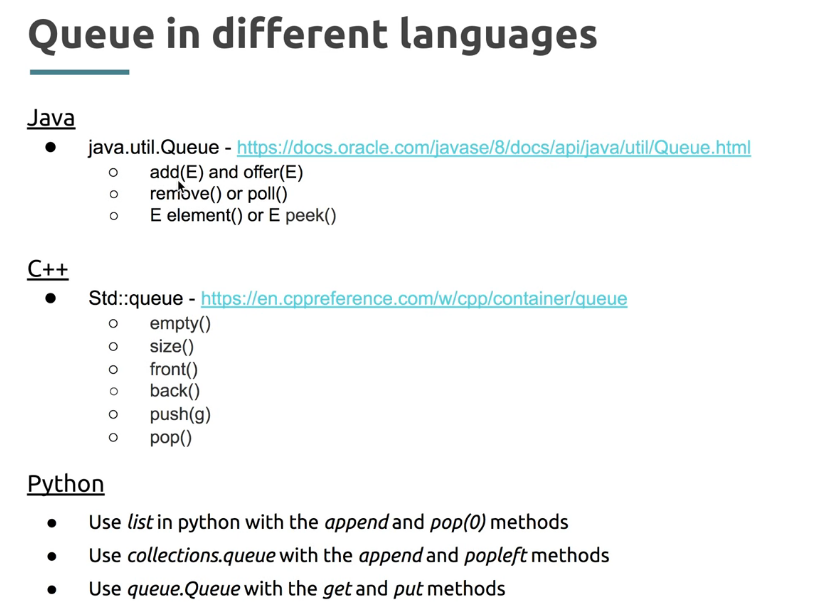 Queue in different languages
Java
● java.util.Queue - https://docs.oracle.com/javase/8/docs/api/java/util/Queue.html
○ add(E) and offer(E)
○ remove() or poll()
○ E element() or E peek()
C++
● Std::queue - https://en.cppreference.com/w/cpp/container/queue
○ empty()
○ size()
○ front()
○ back()
○ push(g)
○ pop()
Python
● Use list in python with the append and pop(0) methods
● Use collections.queue with the append and popleft methods
● Use queue.Queue with the get and put methods